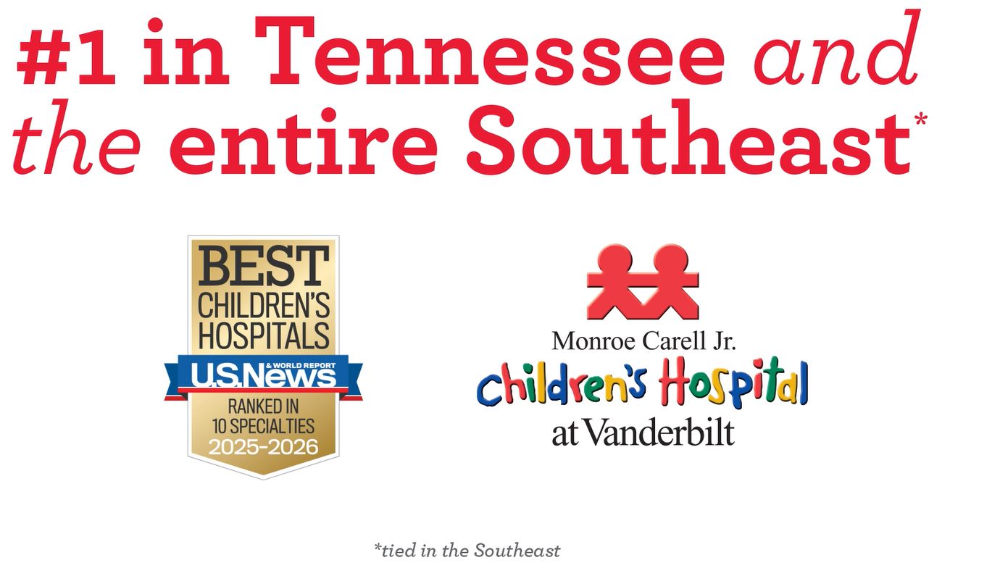 #1 in Tennessee and
the entire Southeast*
BEST
CHILDREN'S
HOSPITALS
U.S.News & WORLD REPORT
RANKED IN
10 SPECIALTIES
2025-2026
Monroe Carell Jr.
Children's Hospital
at Vanderbilt
*tied in the Southeast